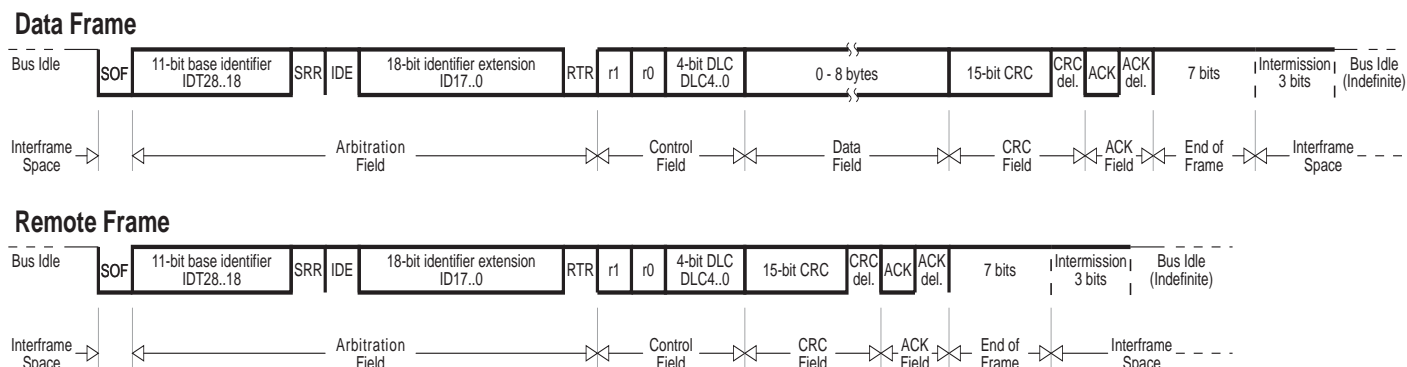 Data Frame
Bus Idle
SOF
11-bit base identifier
IDT28..18
SRR
IDE
18-bit identifier extension
ID17..0
RTR
r1
r0
4-bit DLC
DLC4..0
0 - 8 bytes
15-bit CRC
CRC
del.
ACK
ACK
del.
7 bits
Intermission
3 bits
Bus Idle
(Indefinite)
Interframe
Space
Arbitration
Field
Control
Field
Data
Field
CRC
Field
ACK
Field
End of
Frame
Interframe
Space
Remote Frame
Bus Idle
SOF
11-bit base identifier
IDT28..18
SRR
IDE
18-bit identifier extension
ID17..0
RTR
r1
r0
4-bit DLC
DLC4..0
15-bit CRC
CRC
del.
ACK
ACK
del.
7 bits
Intermission
3 bits
Bus Idle
(Indefinite)
Interframe
Space
Arbitration
Field
Control
Field
CRC
Field
ACK
Field
End of
Frame
Interframe
Space